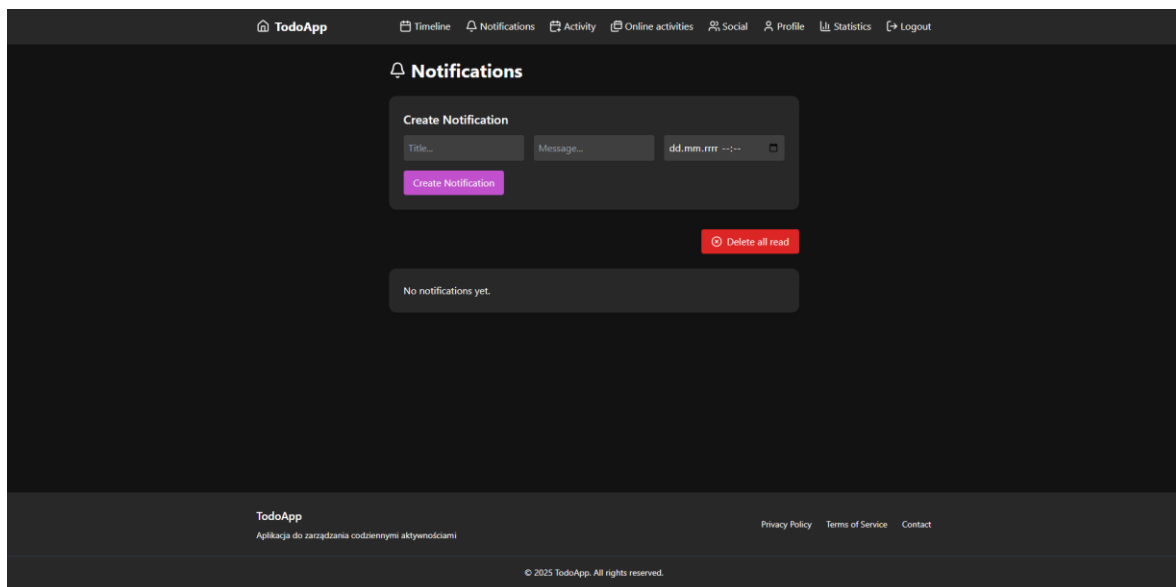 TodoApp Timeline Notifications Activity Online activities Social Profile Statistics Logout
Notifications
Create Notification
Title... Message... dd.mm.rrrr --:--
Create Notification
Delete all read
No notifications yet.
TodoApp
Aplikacja do zarządzania codziennymi aktywnościami
Privacy Policy Terms of Service Contact
© 2025 TodoApp. All rights reserved.